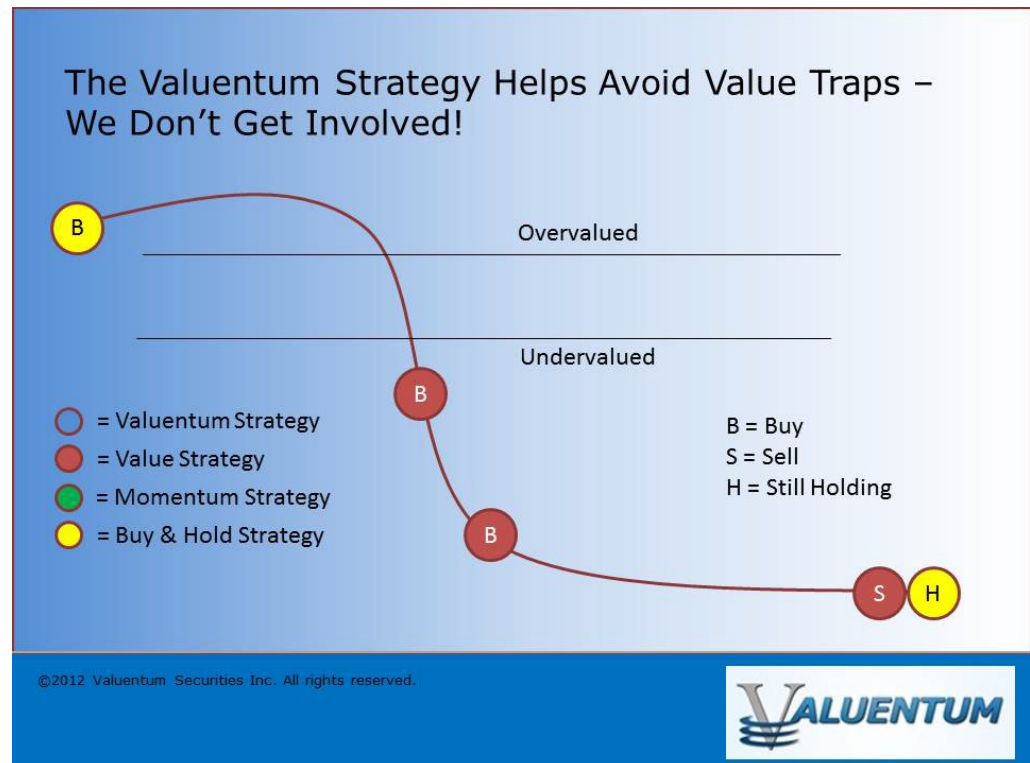 The Valuentum Strategy Helps Avoid Value Traps –
We Don't Get Involved!
B
Overvalued
Undervalued
B
= Valuentum Strategy
= Value Strategy
= Momentum Strategy
= Buy & Hold Strategy
B = Buy
S = Sell
H = Still Holding
B
S
H
©2012 Valuentum Securities Inc. All rights reserved.
VALUENTUM